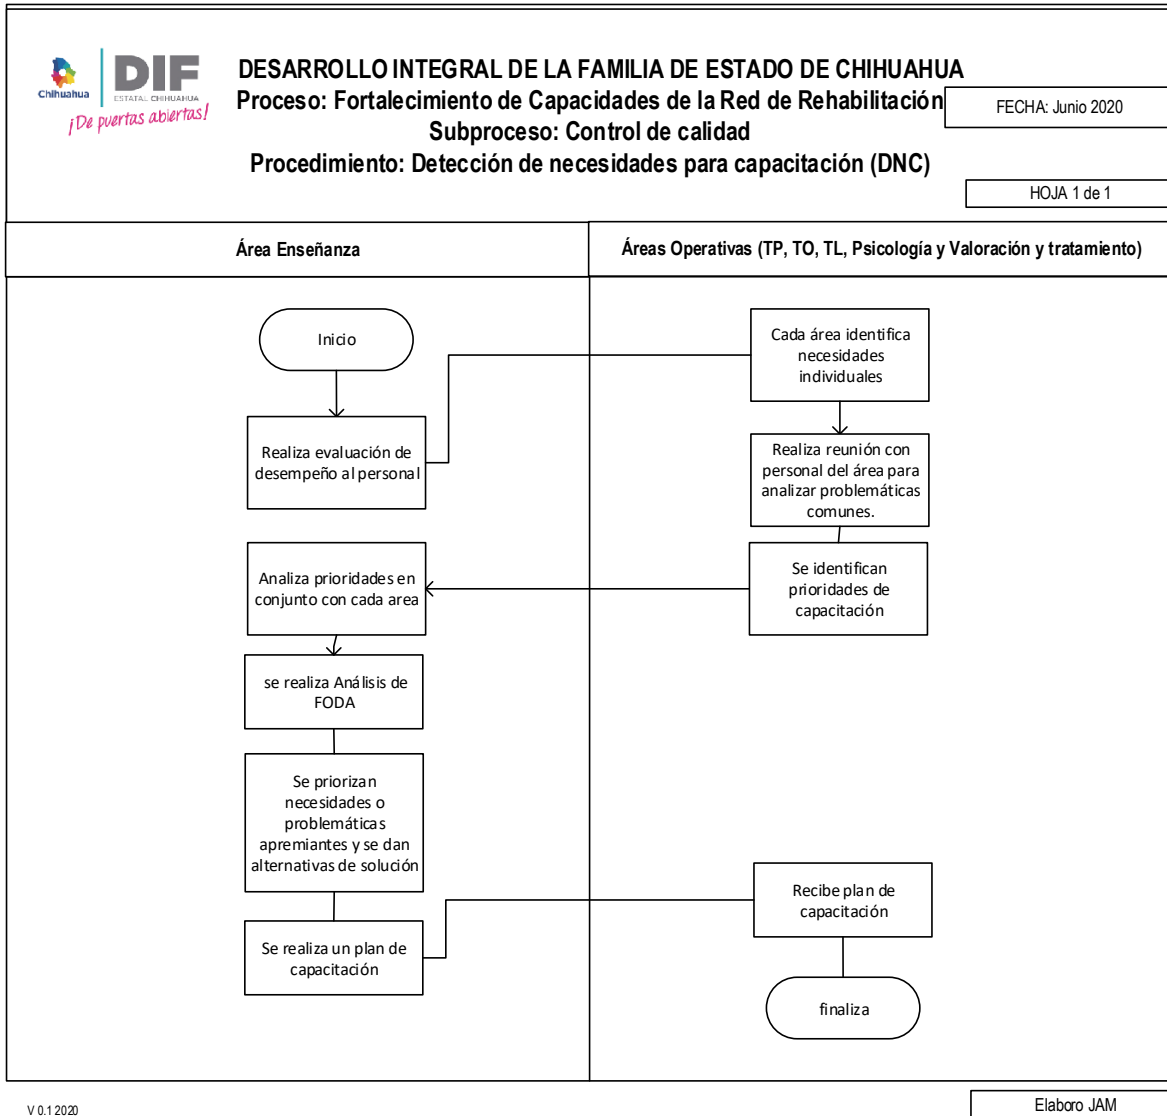 Chihuahua
DIF
ESTATAL CHIHUAHUA
¡De puertas abiertas!
DESARROLLO INTEGRAL DE LA FAMILIA DE ESTADO DE CHIHUAHUA
Proceso: Fortalecimiento de Capacidades de la Red de Rehabilitación
Subproceso: Control de calidad
Procedimiento: Detección de necesidades para capacitación (DNC)
FECHA: Junio 2020
HOJA 1 de 1
Área Enseñanza
Áreas Operativas (TP, TO, TL, Psicología y Valoración y tratamiento)
Inicio
Realiza evaluación de
desempeño al personal
Cada área identifica
necesidades
individuales
Realiza reunión con
personal del área para
analizar problemáticas
comunes.
Se identifican
prioridades de
capacitación
Analiza prioridades en
conjunto con cada area
se realiza Análisis de
FODA
Se priorizan
necesidades o
problemáticas
apremiantes y se dan
alternativas de solución
Se realiza un plan de
capacitación
Recibe plan de
capacitación
finaliza
V 0.1 2020
Elaboro JAM